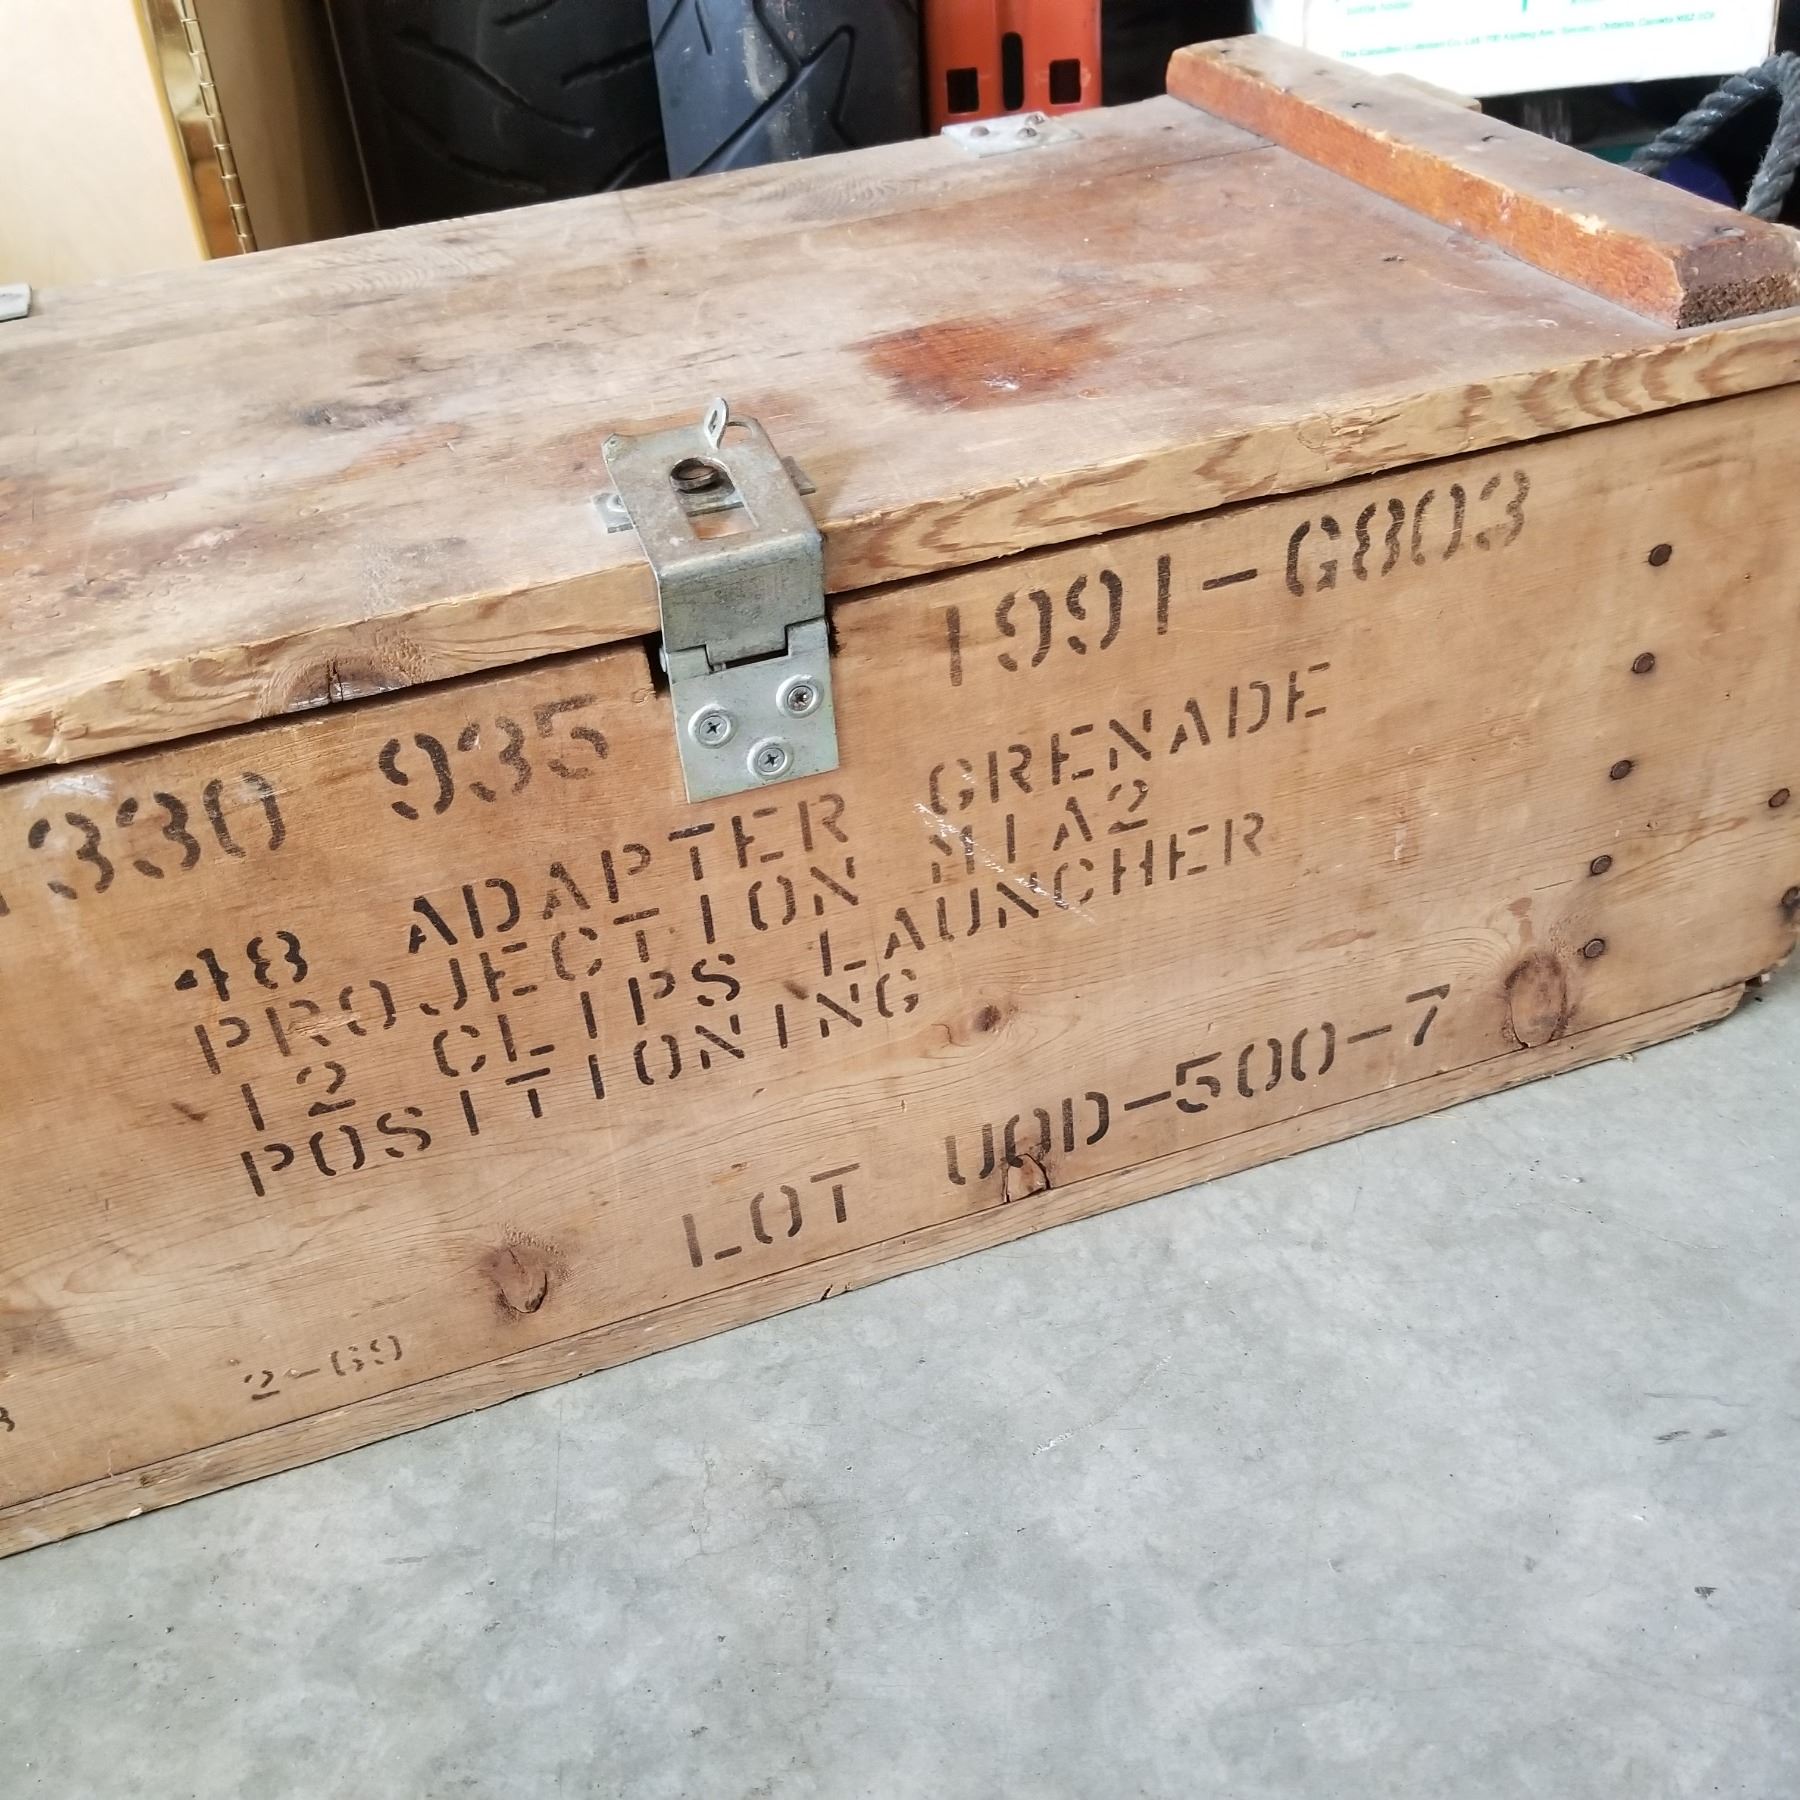 1330 935
1991-G803
48 ADAPTER GRENADE
PROJECTION M1A2
12 CLIPS LAUNCHER
POSITIONING
LOT UOD-500-7
2-69